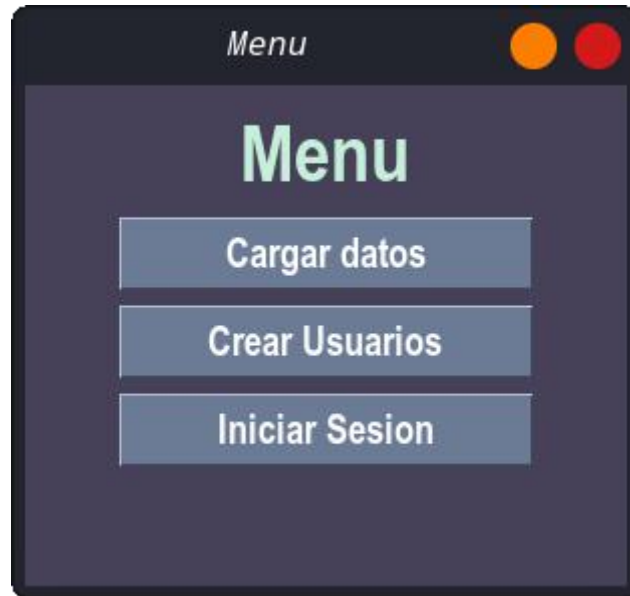 Menu
Menu
Cargar datos
Crear Usuarios
Iniciar Sesion